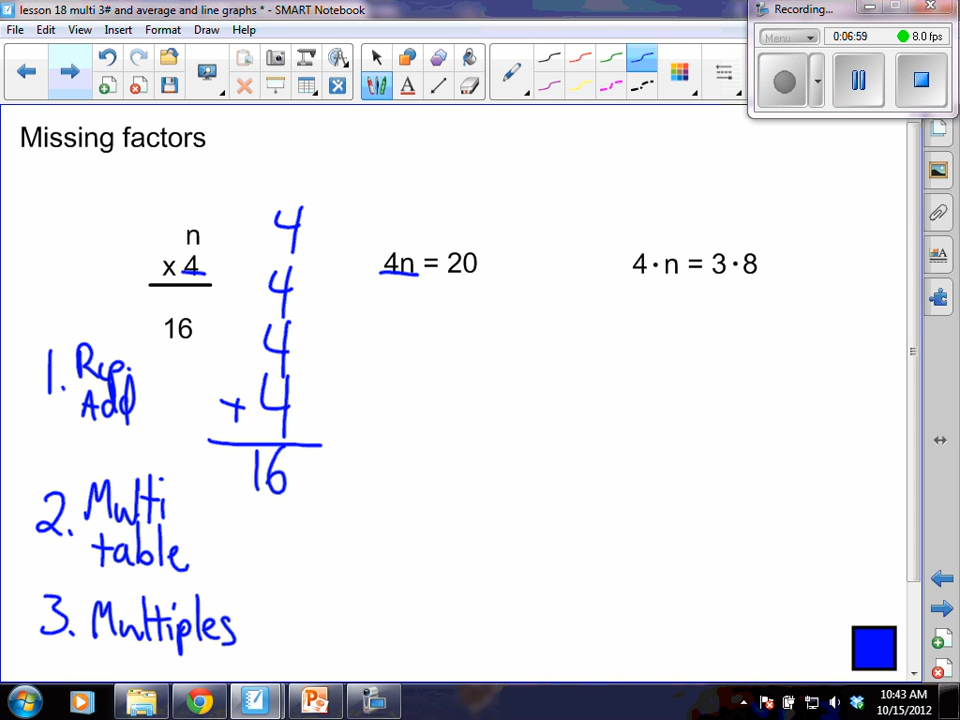 lesson 18 multi 3# and average and line graphs * - SMART Notebook
Recording...
File Edit View Insert Format Draw Help
Menu
0:06:59
8.0 fps
Missing factors
n
x 4
16
4
4
4
+ 4
16
4n = 20
4 · n = 3 · 8
1. Rep.
Add
2. Multi
table
3. Multiples
10:43 AM
10/15/2012